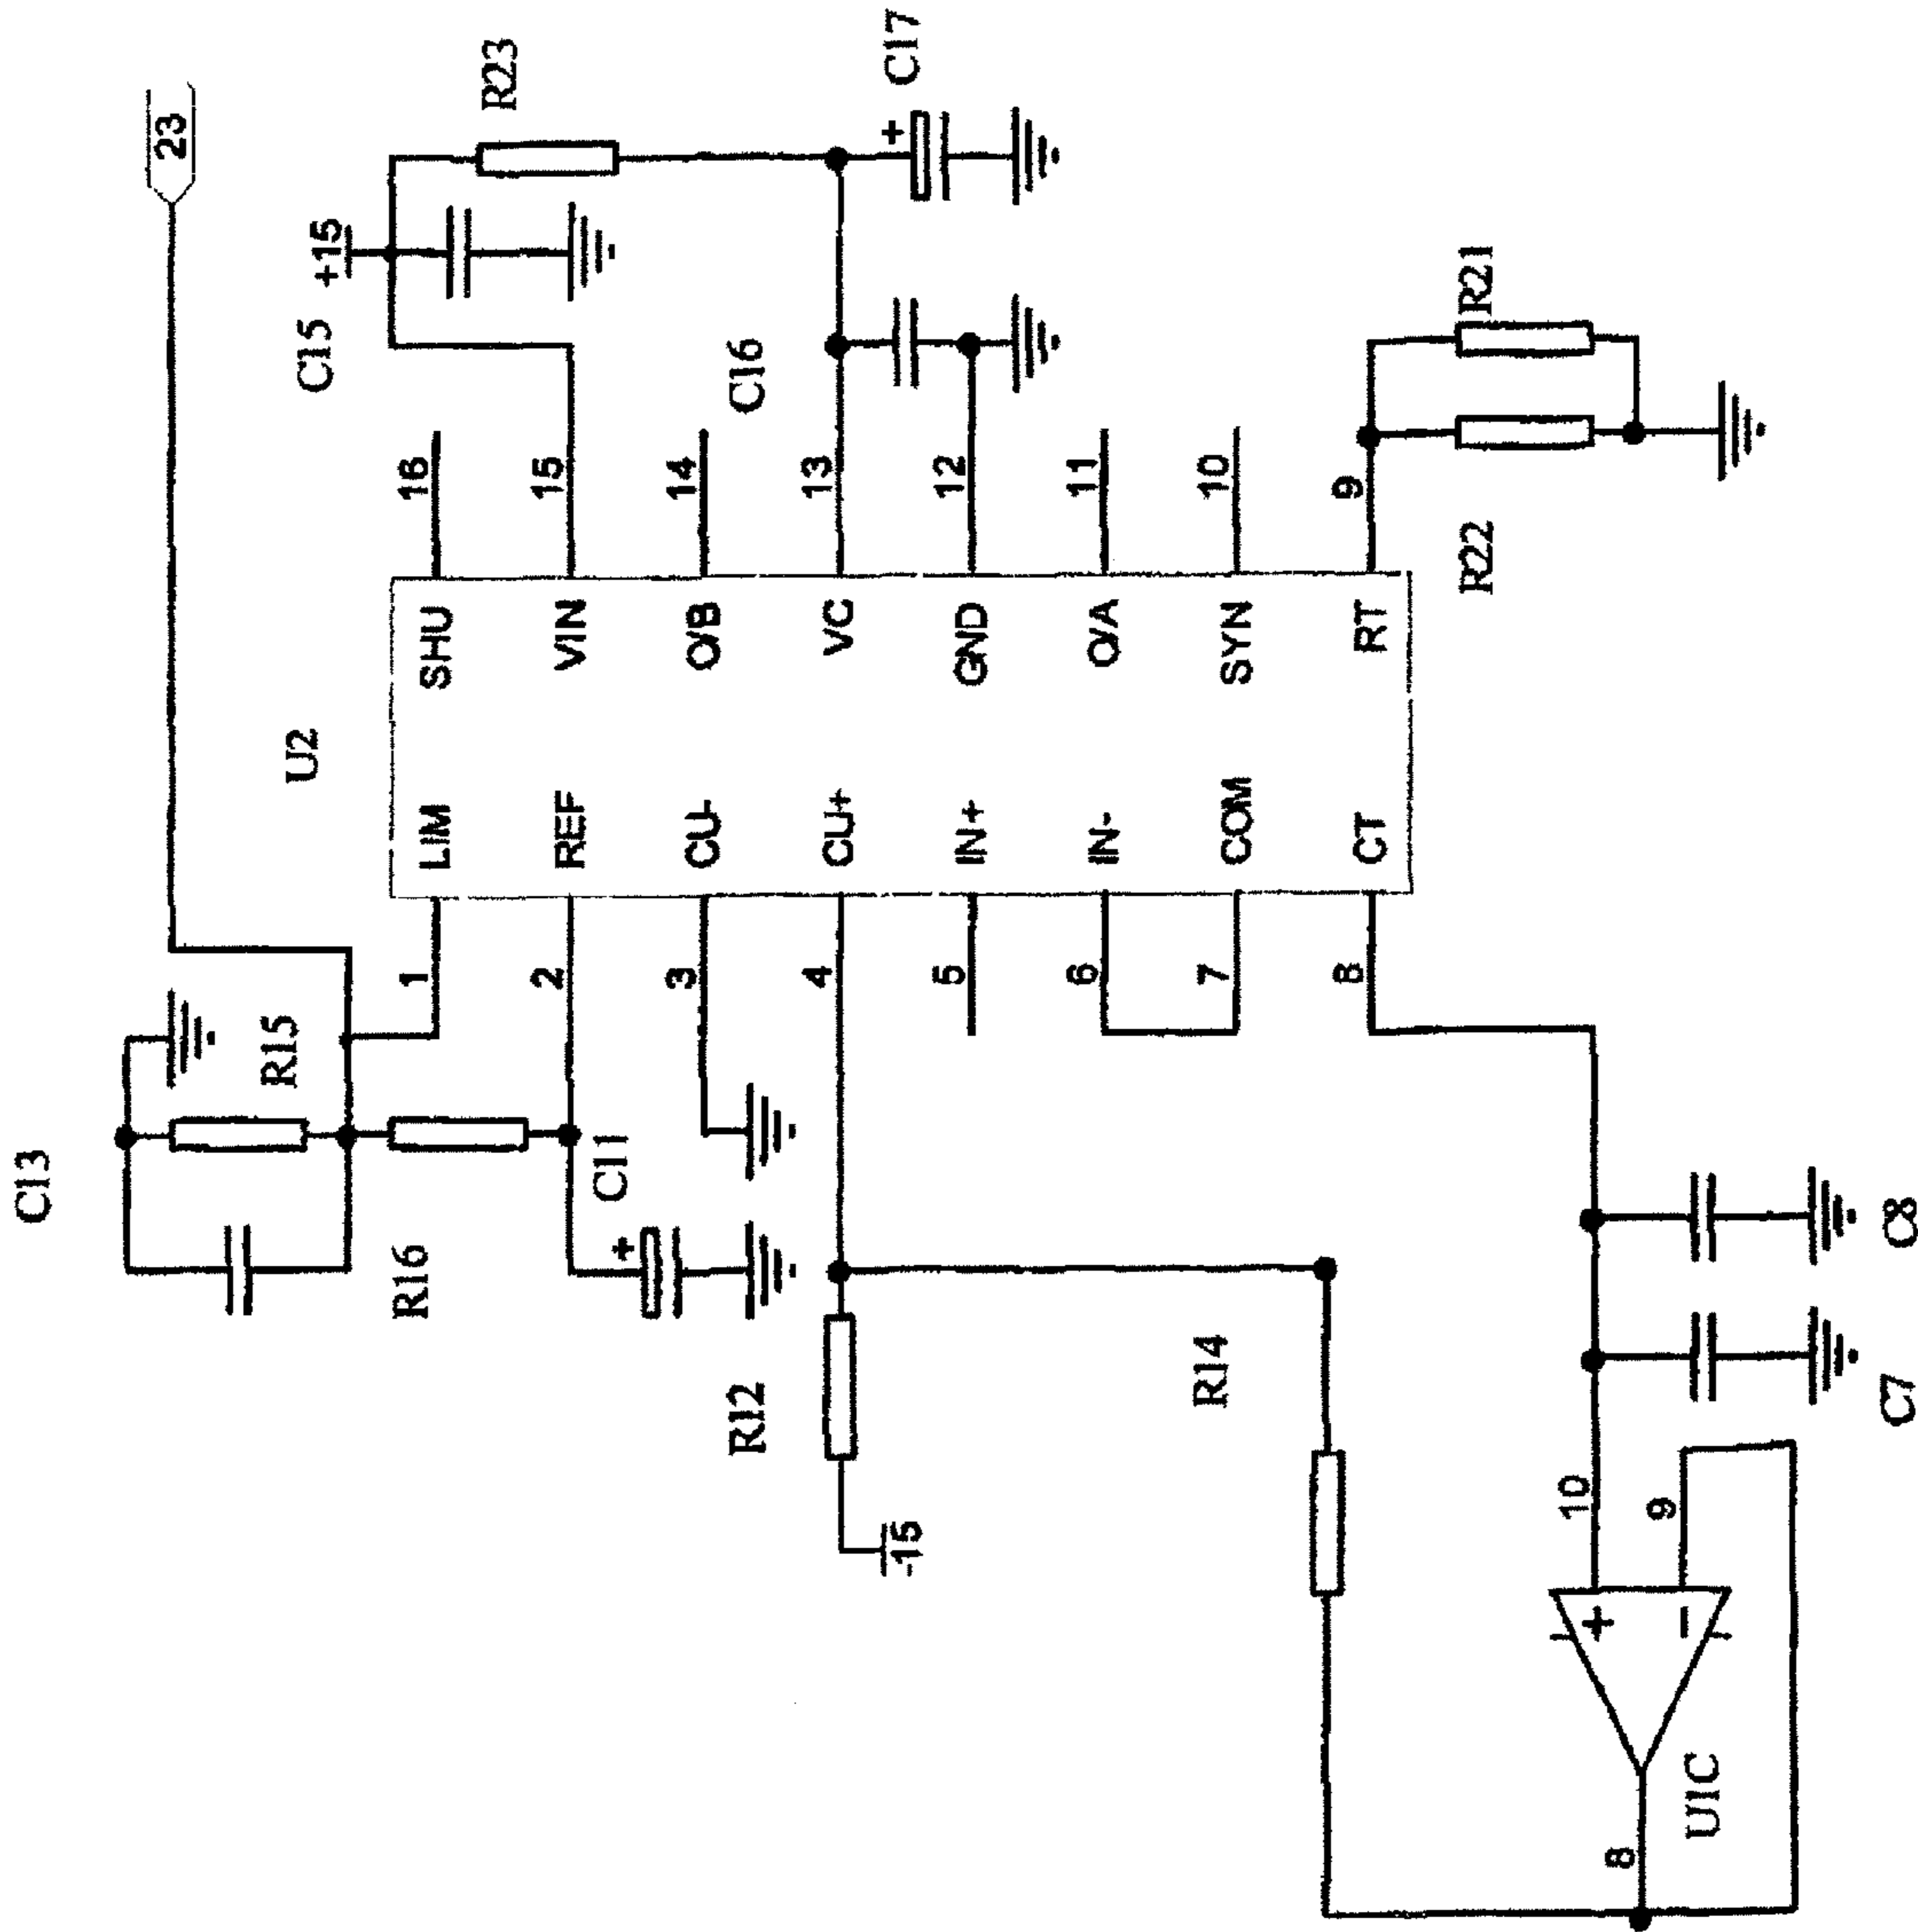 23
C13
R15
R16
C11
R12
-15
R14
U2
C15
+15
R23
C17
C16
R21
R22
1
2
3
4
5
6
7
8
16
15
14
13
12
11
10
9
LIM
REF
CU-
CU+
IN+
IN-
COM
CT
SHU
VIN
O/B
VC
GND
O/A
SYN
RT
C8
C7
10
9
+
−
8
U1C
+
+